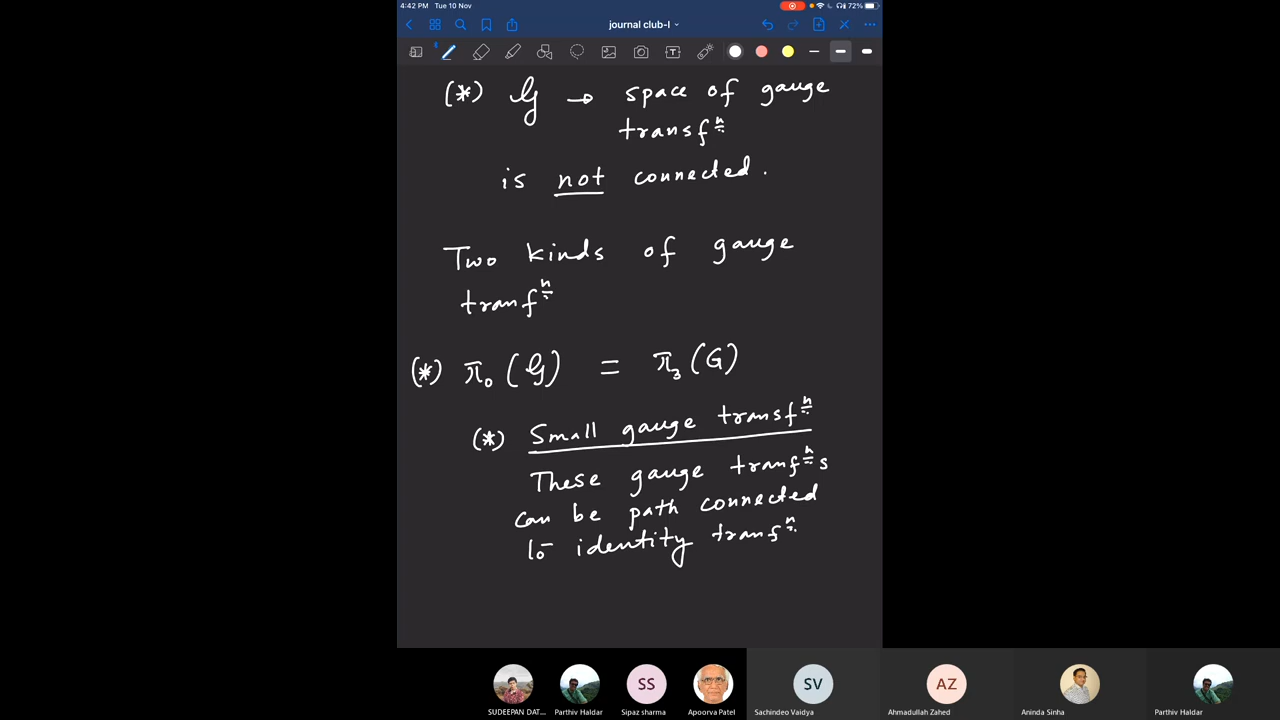 4:42 PM Tue 10 Nov
72%
journal club-I
(*) 𝒢 → space of gauge
transfⁿ
is not connected.
Two kinds of gauge
tranfⁿ
(*) π₀(𝒢) = π₃(G)
(*) Small gauge transfⁿ
These gauge tranfⁿs
can be path connected
to identity transfⁿ
SUDEEPAN DAT... Parthiv Haldar Sipaz sharma Apoorva Patel Sachindeo Vaidya Ahmadullah Zahed Aninda Sinha Parthiv Haldar
SS SV AZ